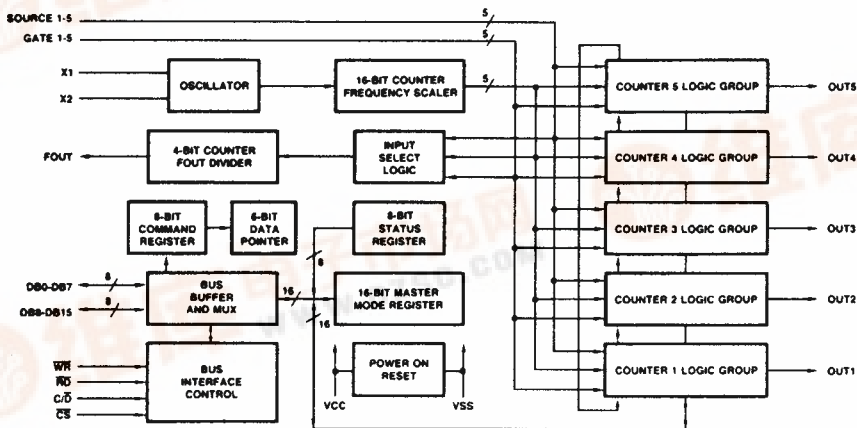 SOURCE 1-5
GATE 1-5
5
5
X1
X2
OSCILLATOR
16-BIT COUNTER
FREQUENCY SCALER
5
COUNTER 5 LOGIC GROUP
OUT5
FOUT
4-BIT COUNTER
FOUT DIVIDER
INPUT
SELECT
LOGIC
COUNTER 4 LOGIC GROUP
OUT4
8-BIT
COMMAND
REGISTER
6-BIT
DATA
POINTER
8-BIT
STATUS
REGISTER
COUNTER 3 LOGIC GROUP
OUT3
8
DB0-DB7
8
DB8-DB15
8
BUS
BUFFER
AND MUX
16
16-BIT MASTER
MODE REGISTER
16
COUNTER 2 LOGIC GROUP
OUT2
WR
RD
C/D
CS
BUS
INTERFACE
CONTROL
POWER ON
RESET
VCC
VSS
COUNTER 1 LOGIC GROUP
OUT1